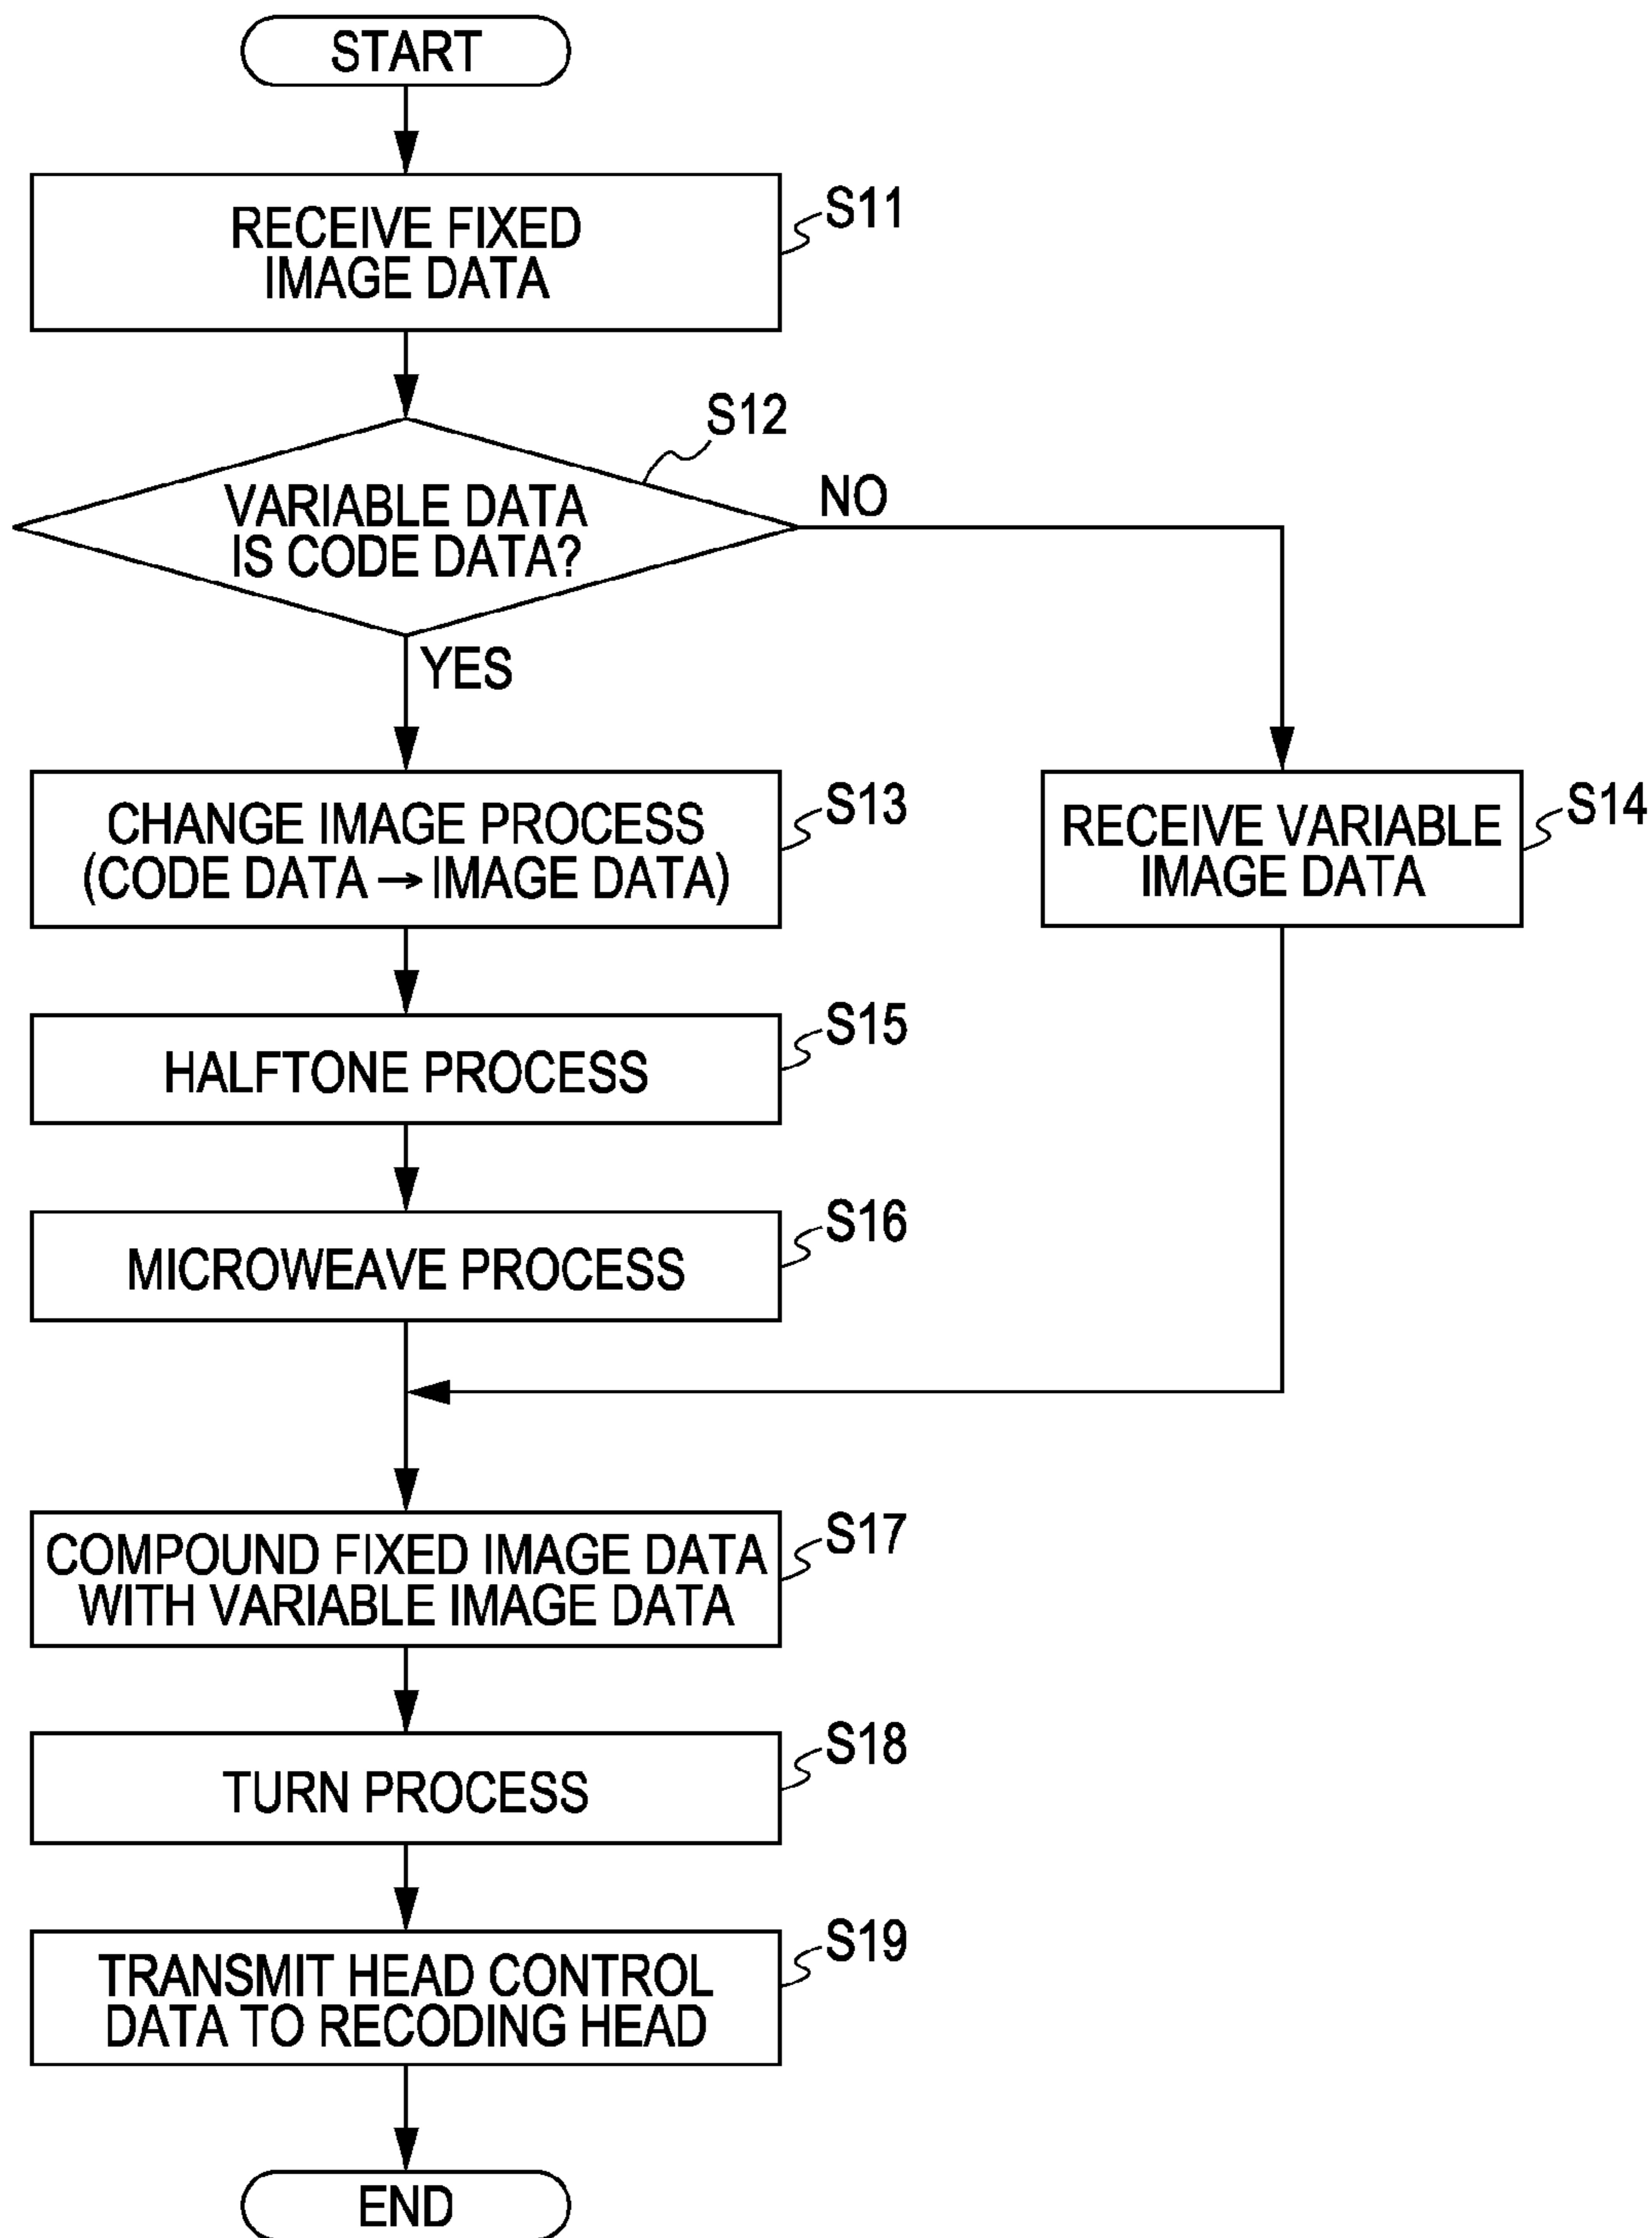 START
RECEIVE FIXED
IMAGE DATA
S11
VARIABLE DATA
IS CODE DATA?
S12
NO
YES
CHANGE IMAGE PROCESS
(CODE DATA → IMAGE DATA)
S13
RECEIVE VARIABLE
IMAGE DATA
S14
HALFTONE PROCESS
S15
MICROWEAVE PROCESS
S16
COMPOUND FIXED IMAGE DATA
WITH VARIABLE IMAGE DATA
S17
TURN PROCESS
S18
TRANSMIT HEAD CONTROL
DATA TO RECODING HEAD
S19
END